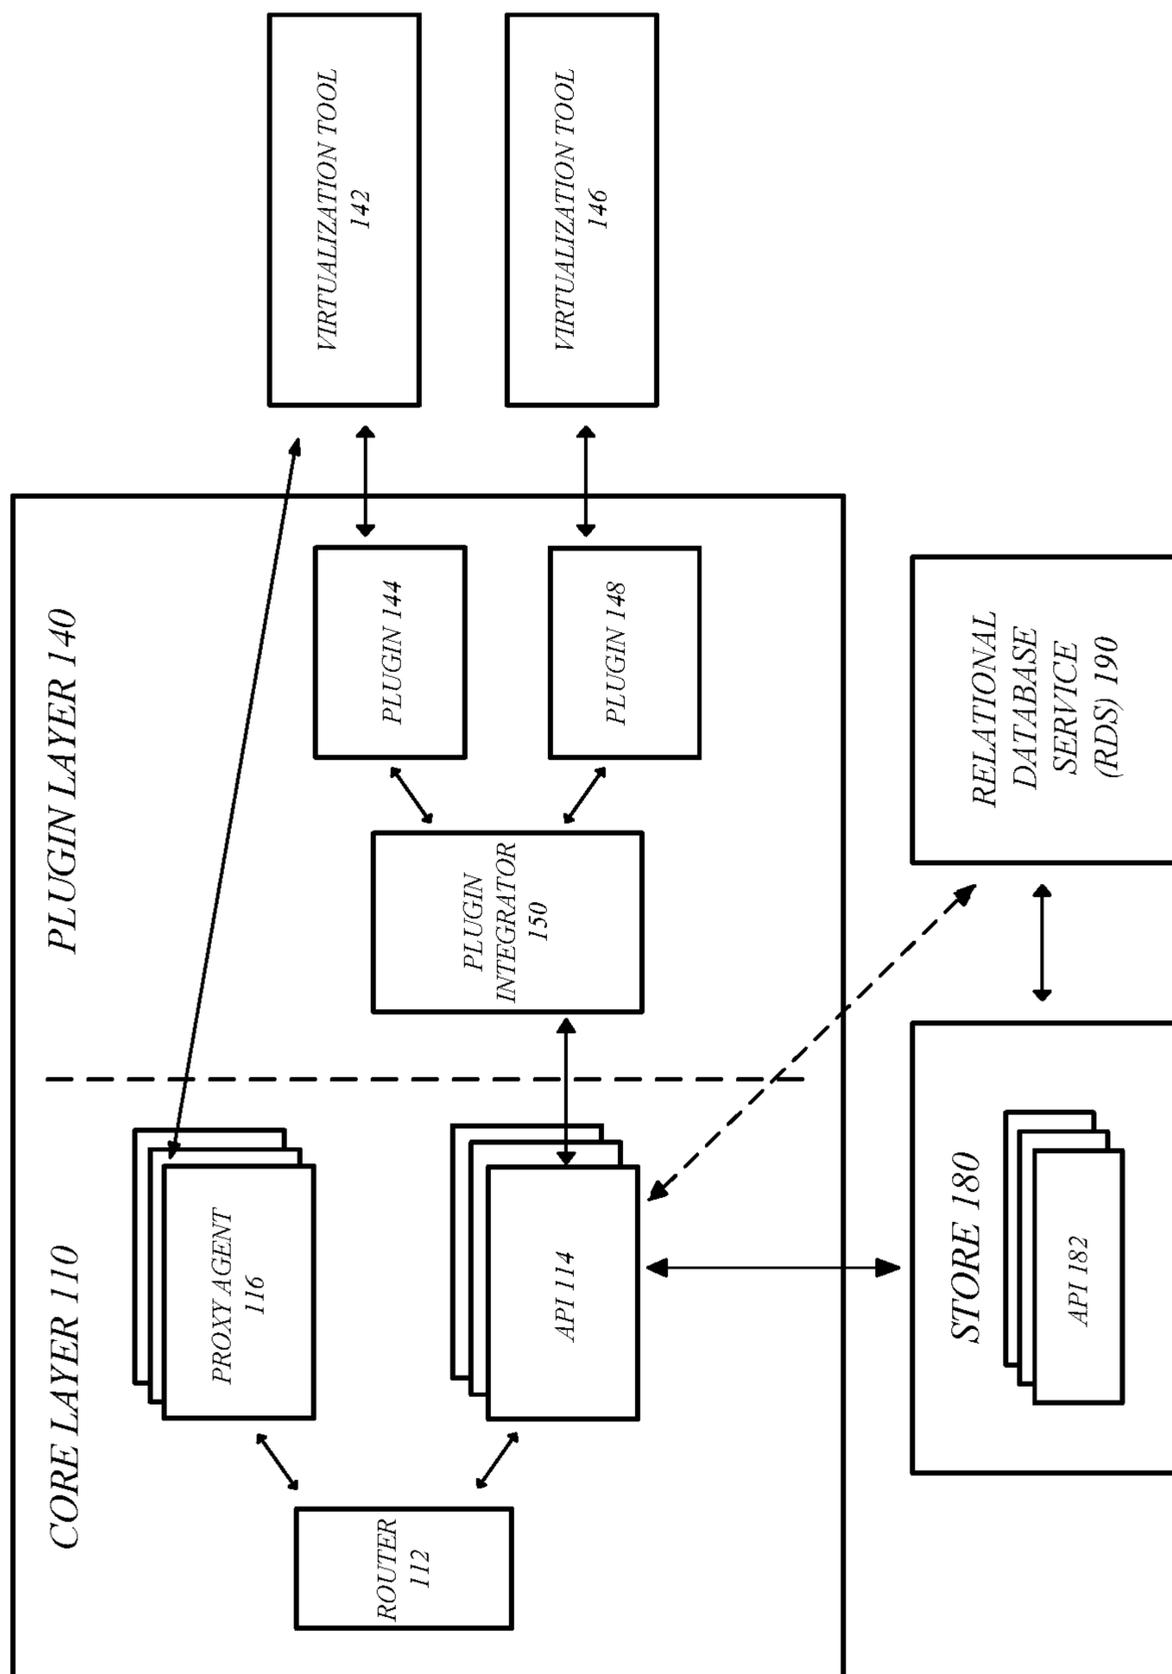 CORE LAYER 110
PLUGIN LAYER 140
PROXY AGENT
116
ROUTER
112
API 114
PLUGIN
INTEGRATOR
150
PLUGIN 144
PLUGIN 148
VIRTUALIZATION TOOL
142
VIRTUALIZATION TOOL
146
STORE 180
API 182
RELATIONAL
DATABASE
SERVICE
(RDS) 190